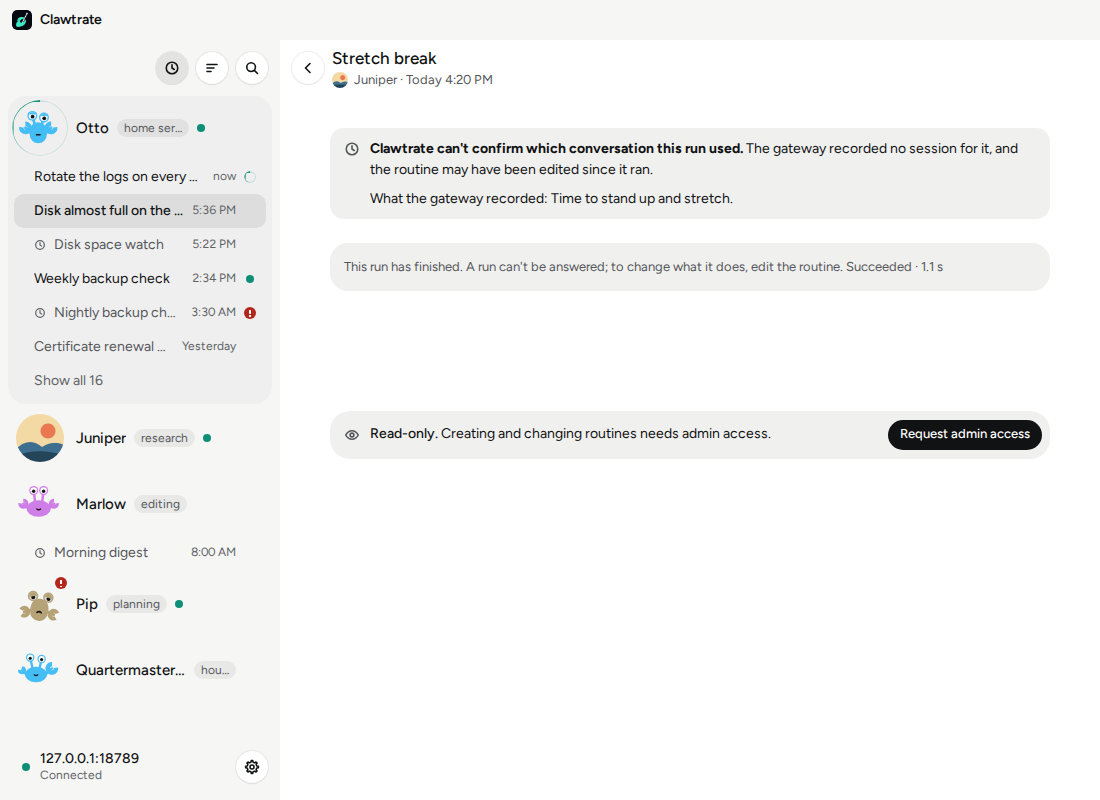 Clawtrate
Otto home ser...
Rotate the logs on every ... now
Disk almost full on the ... 5:36 PM
Disk space watch 5:22 PM
Weekly backup check 2:34 PM
Nightly backup ch... 3:30 AM
Certificate renewal ... Yesterday
Show all 16
Juniper research
Marlow editing
Morning digest 8:00 AM
Pip planning
Quartermaster... hou...
127.0.0.1:18789
Connected
Stretch break
Juniper · Today 4:20 PM
Clawtrate can't confirm which conversation this run used. The gateway recorded no session for it, and
the routine may have been edited since it ran.
What the gateway recorded: Time to stand up and stretch.
This run has finished. A run can't be answered; to change what it does, edit the routine. Succeeded · 1.1 s
Read-only. Creating and changing routines needs admin access. Request admin access